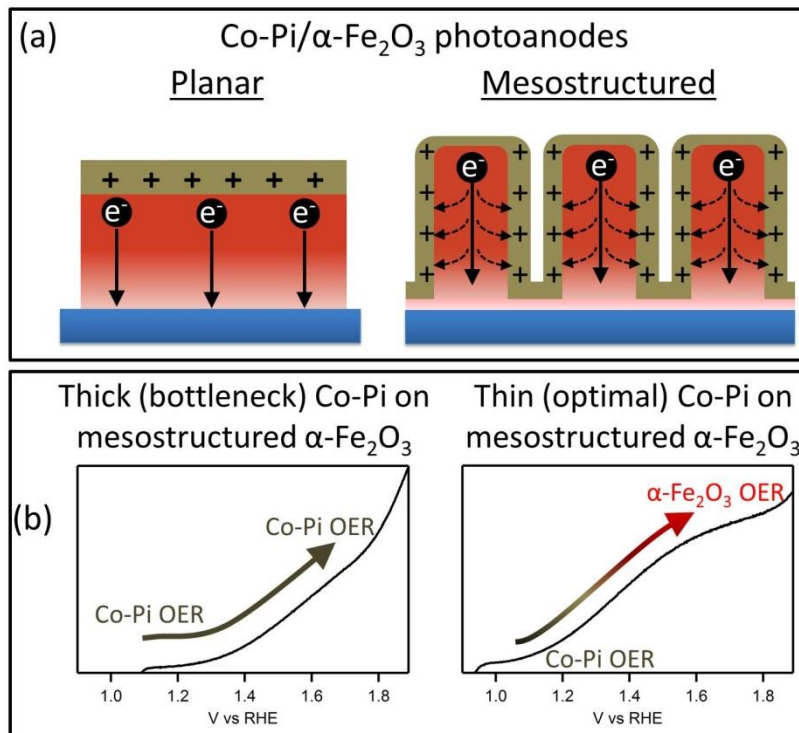 (a)
Co-Pi/α-Fe₂O₃ photoanodes
Planar
Mesostructured
+ + + + + +
e⁻ e⁻ e⁻
+ + + + + +
e⁻ e⁻ e⁻
+ + + + + +
+ + + + + +
+ + + + + +
(b)
Thick (bottleneck) Co-Pi on
mesostructured α-Fe₂O₃
Co-Pi OER
Co-Pi OER
1.0 1.2 1.4 1.6 1.8
V vs RHE
Thin (optimal) Co-Pi on
mesostructured α-Fe₂O₃
α-Fe₂O₃ OER
Co-Pi OER
1.0 1.2 1.4 1.6 1.8
V vs RHE